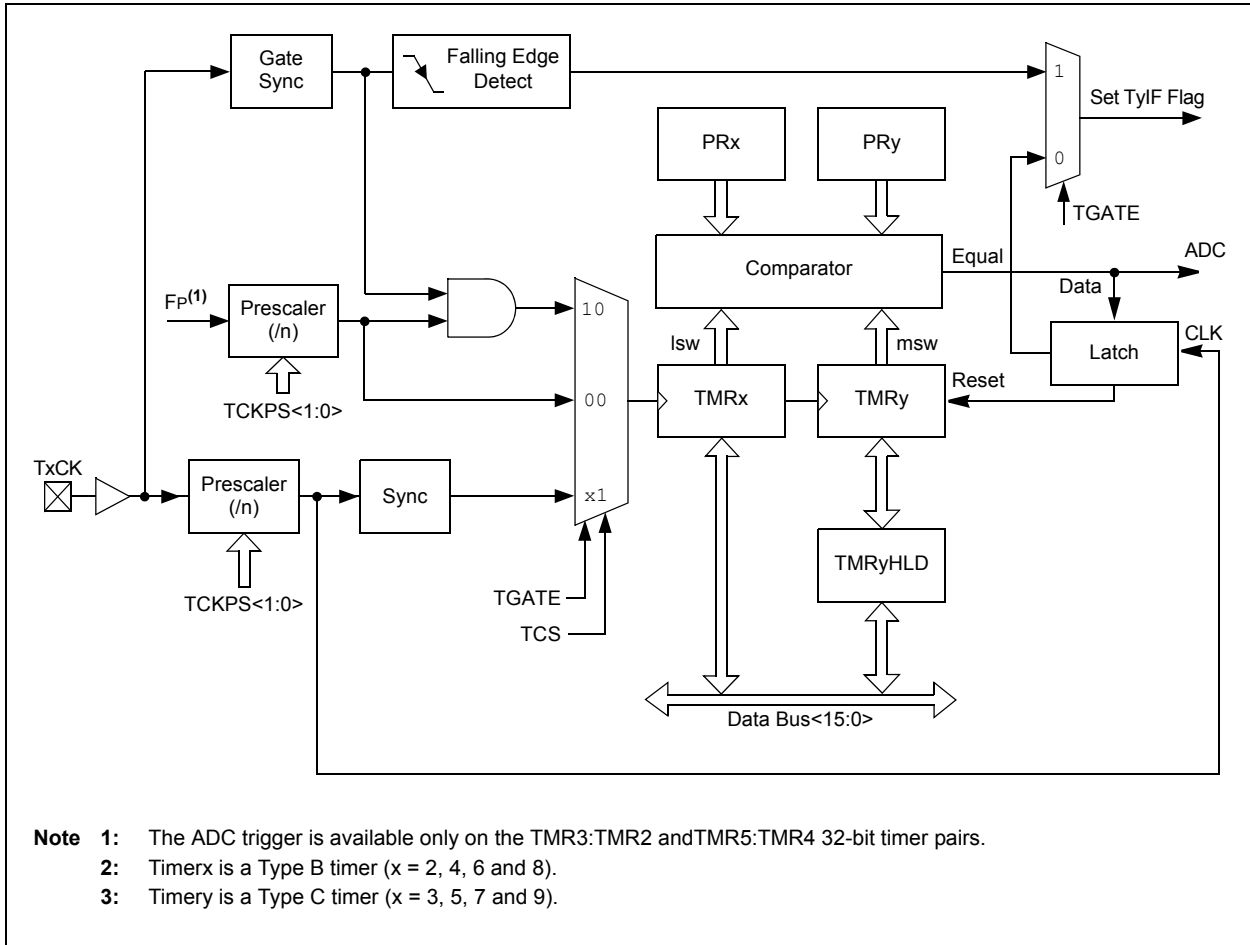 Gate
Sync
Falling Edge
Detect
1
Set TyIF Flag
PRx
PRy
0
TGATE
Comparator
Equal
ADC
Data
FP(1)
Prescaler
(/n)
10
lsw
msw
Latch
CLK
TCKPS<1:0>
00
TMRx
TMRy
Reset
TxCK
Prescaler
(/n)
Sync
x1
TMRyHLD
TCKPS<1:0>
TGATE
TCS
Data Bus<15:0>
Note 1: The ADC trigger is available only on the TMR3:TMR2 andTMR5:TMR4 32-bit timer pairs.
2: Timerx is a Type B timer (x = 2, 4, 6 and 8).
3: Timery is a Type C timer (x = 3, 5, 7 and 9).